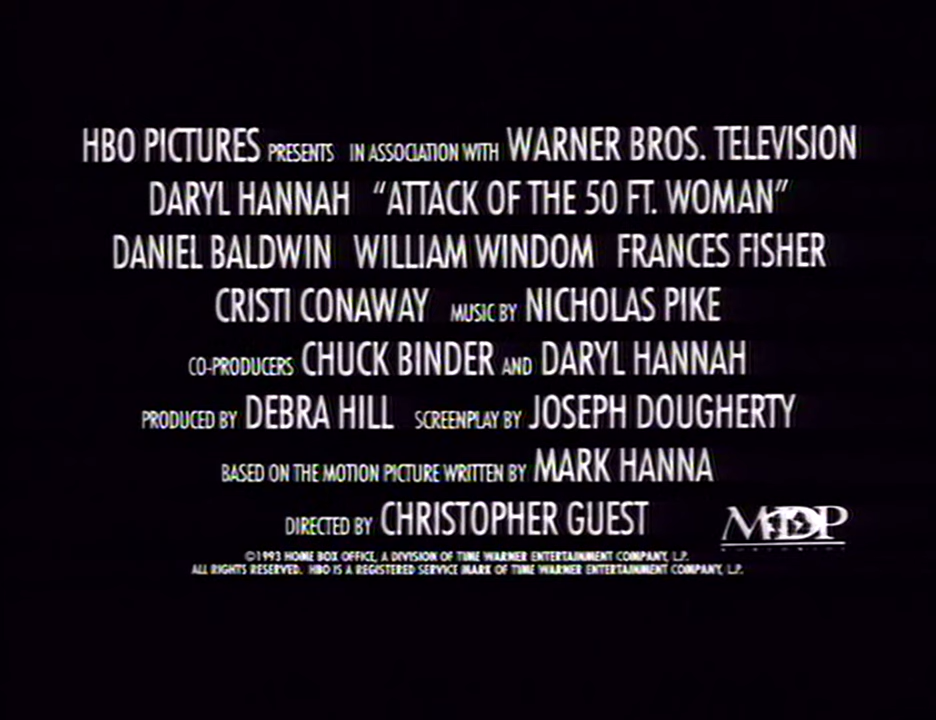 HBO PICTURES PRESENTS IN ASSOCIATION WITH WARNER BROS. TELEVISION
DARYL HANNAH "ATTACK OF THE 50 FT. WOMAN"
DANIEL BALDWIN WILLIAM WINDOM FRANCES FISHER
CRISTI CONAWAY MUSIC BY NICHOLAS PIKE
CO-PRODUCERS CHUCK BINDER AND DARYL HANNAH
PRODUCED BY DEBRA HILL SCREENPLAY BY JOSEPH DOUGHERTY
BASED ON THE MOTION PICTURE WRITTEN BY MARK HANNA
DIRECTED BY CHRISTOPHER GUEST
MDP
©1993 HOME BOX OFFICE, A DIVISION OF TIME WARNER ENTERTAINMENT COMPANY, L.P.
ALL RIGHTS RESERVED. HBO IS A REGISTERED SERVICE MARK OF TIME WARNER ENTERTAINMENT COMPANY, L.P.